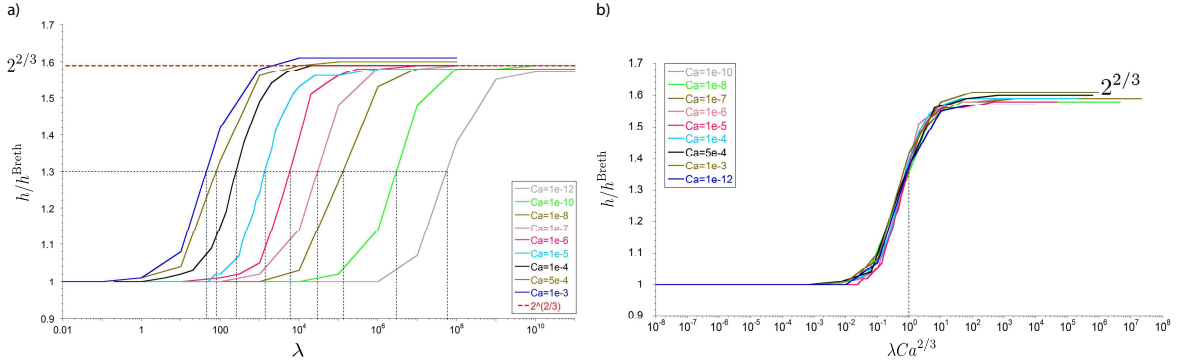 a)
1.7
1.6
1.5
1.4
1.3
1.2
1.1
1
0.9
2^{2/3}
h/h^{Breth}
0.01
1
100
10^4
10^6
10^8
10^{10}
λ
Ca=1e-12
Ca=1e-10
Ca=1e-8
Ca=1e-7
Ca=1e-6
Ca=1e-5
Ca=1e-4
Ca=5e-4
Ca=1e-3
2^(2/3)
b)
1.7
1.6
1.5
1.4
1.3
1.2
1.1
1
0.9
h/h^{Breth}
Ca=1e-10
Ca=1e-8
Ca=1e-7
Ca=1e-6
Ca=1e-5
Ca=1e-4
Ca=5e-4
Ca=1e-3
Ca=1e-12
2^{2/3}
10^{-8}
10^{-7}
10^{-6}
10^{-5}
10^{-4}
10^{-3}
10^{-2}
10^{-1}
10^0
10^1
10^2
10^3
10^4
10^5
10^6
10^7
10^8
λCa^{2/3}